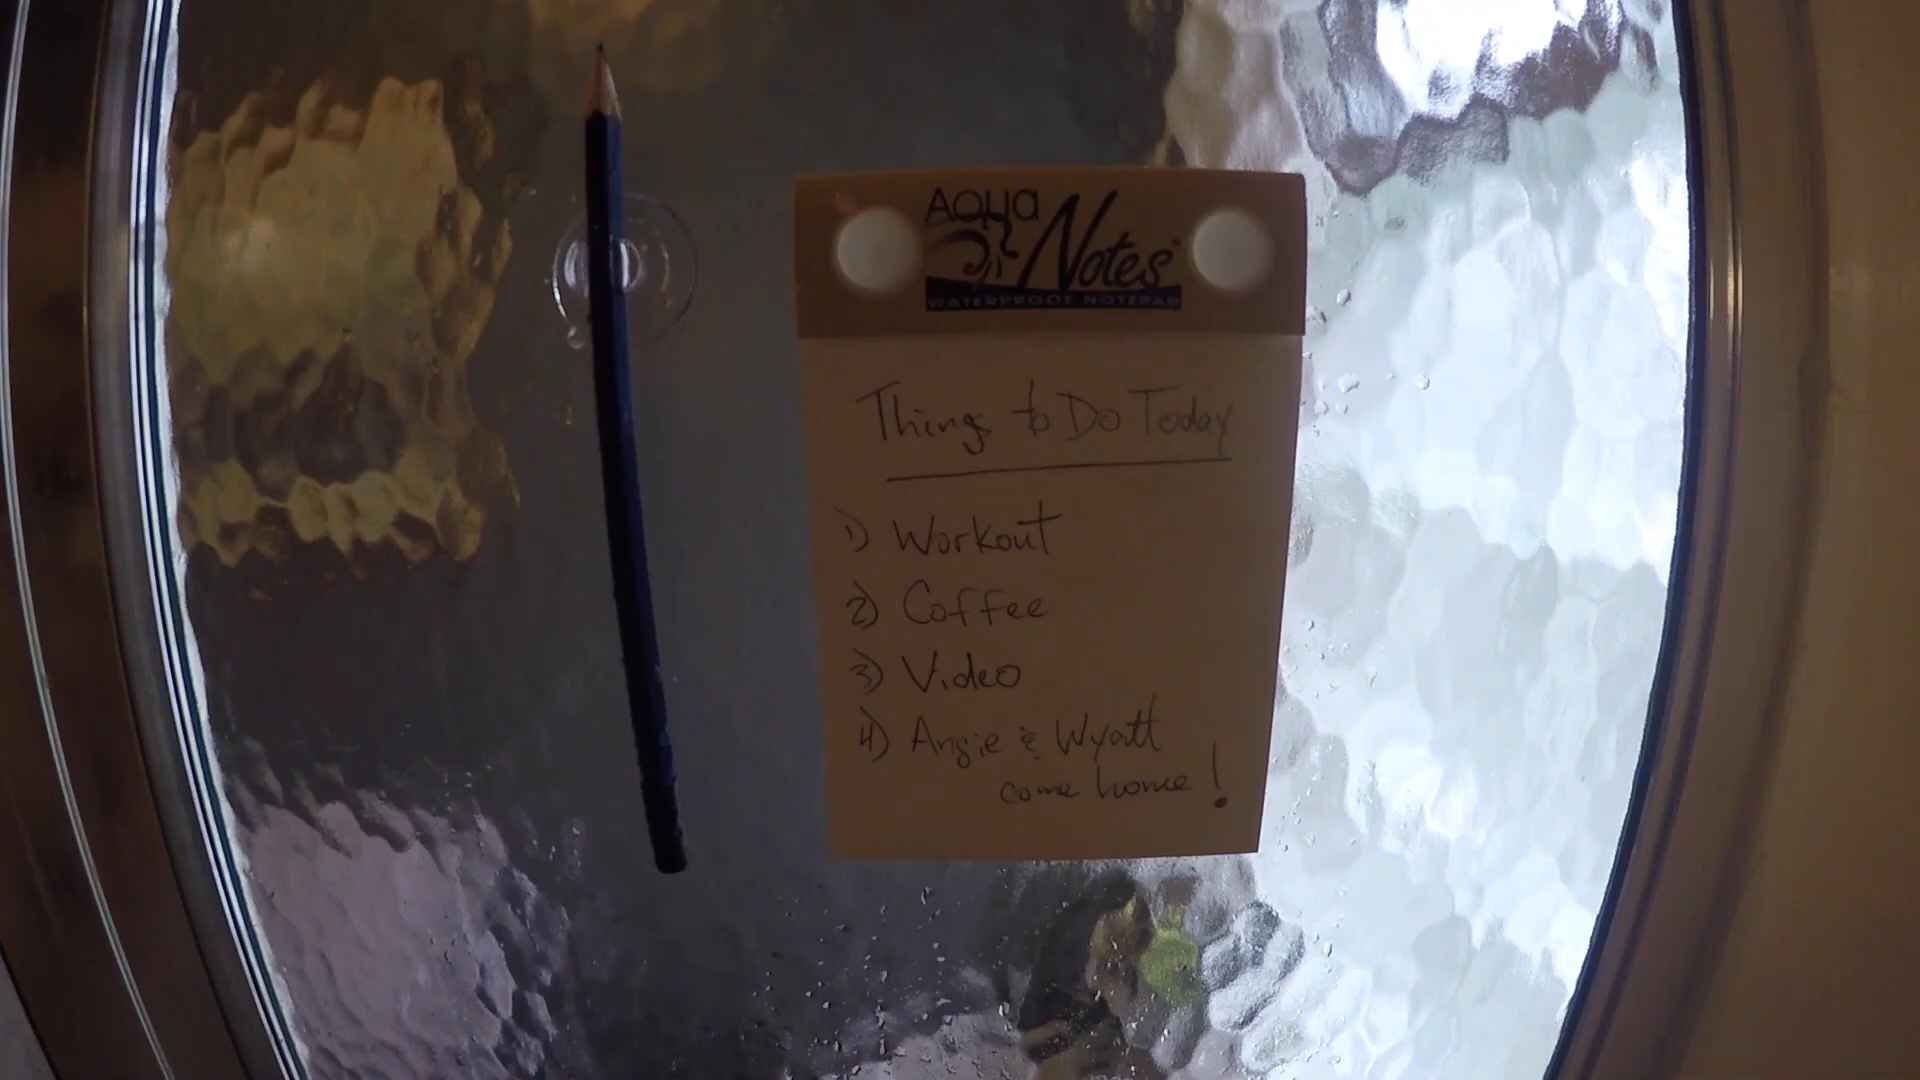 Aqua Notes®
WATERPROOF NOTEPAD
Things to Do Today
1) Workout
2) Coffee
3) Video
4) Angie & Wyatt
come home!